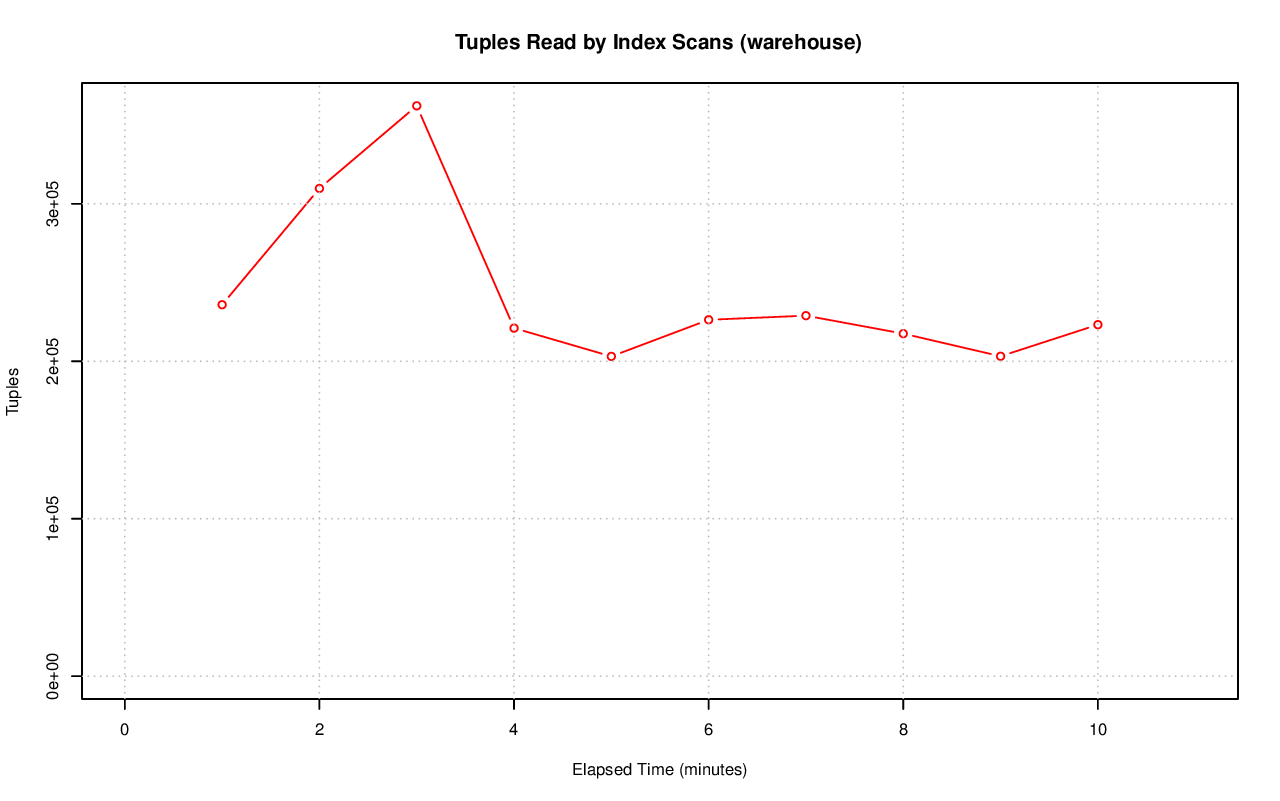 Tuples Read by Index Scans (warehouse)
Tuples
3e+05
2e+05
1e+05
0e+00
0 2 4 6 8 10
Elapsed Time (minutes)